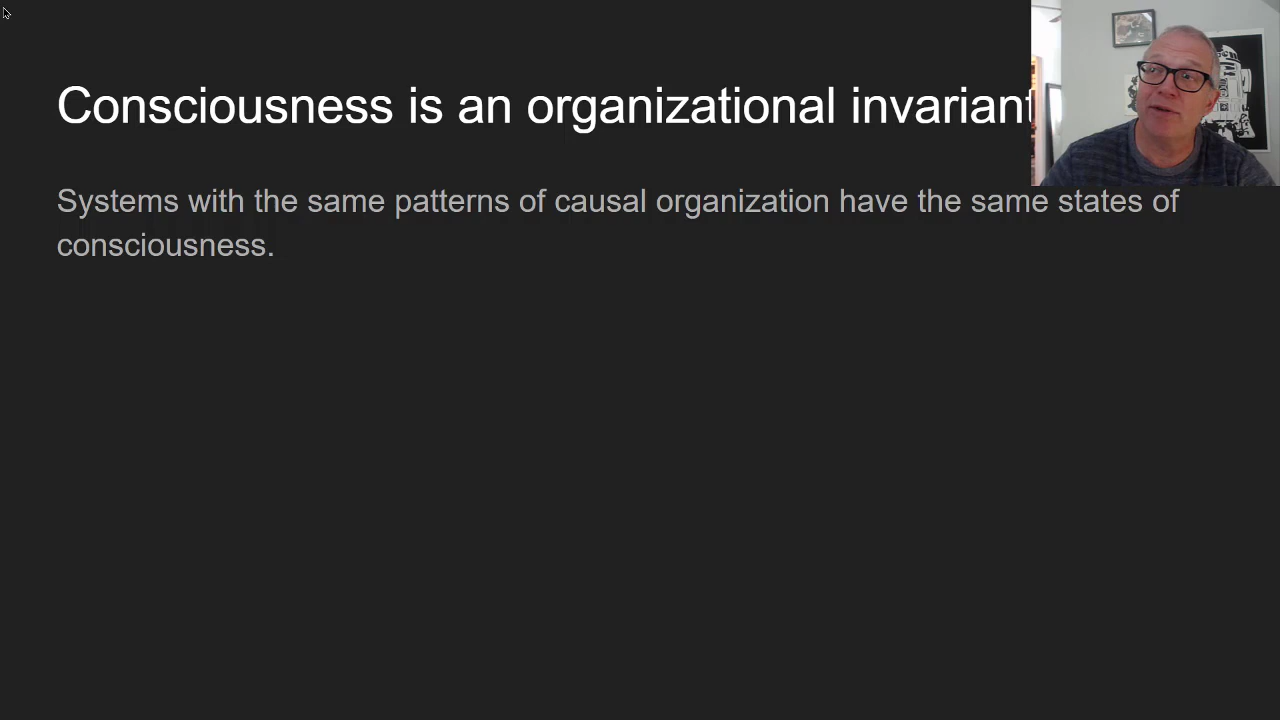 Consciousness is an organizational invariant
Systems with the same patterns of causal organization have the same states of
consciousness.